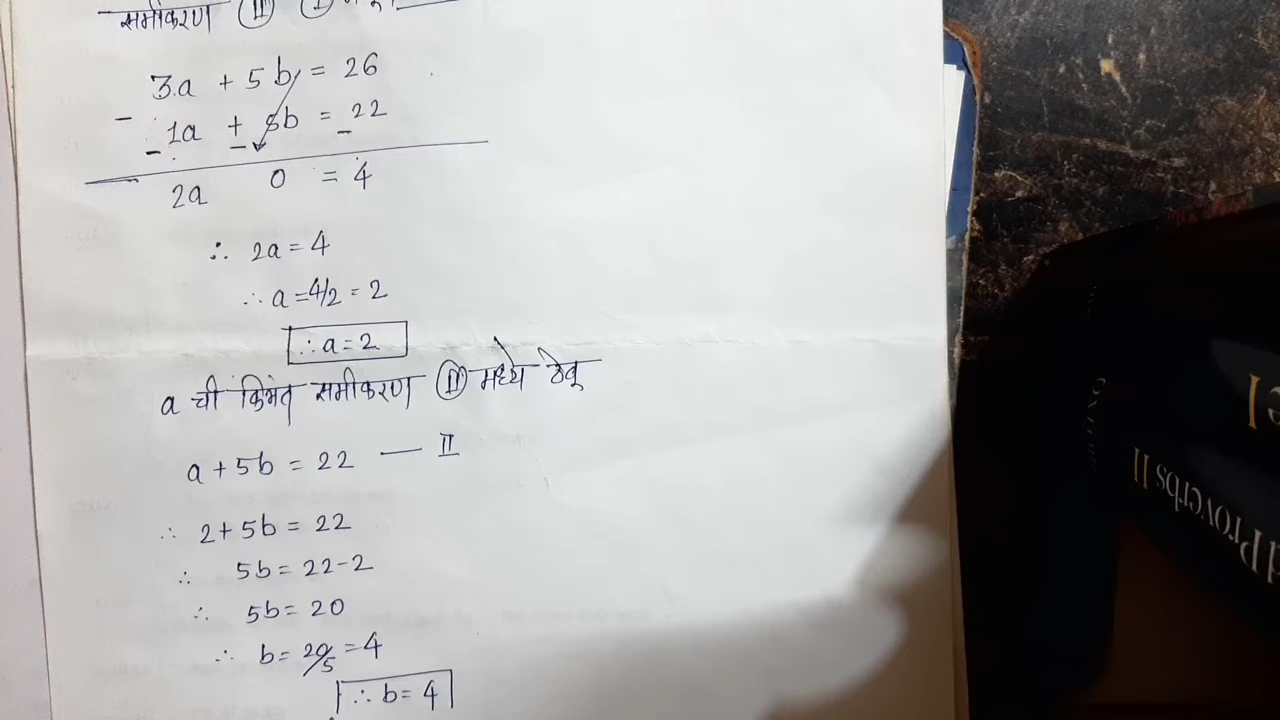 समीकरण (II) (I)
3a + 5b = 26
- 1a + 5b = 22
- - -
2a 0 = 4
∴ 2a = 4
∴ a = 4/2 = 2
∴ a = 2
a ची किंमत समीकरण (II) मध्ये ठेवू
a + 5b = 22 — II
∴ 2 + 5b = 22
∴ 5b = 22 - 2
∴ 5b = 20
∴ b = 20/5 = 4
∴ b = 4
Proverbs II